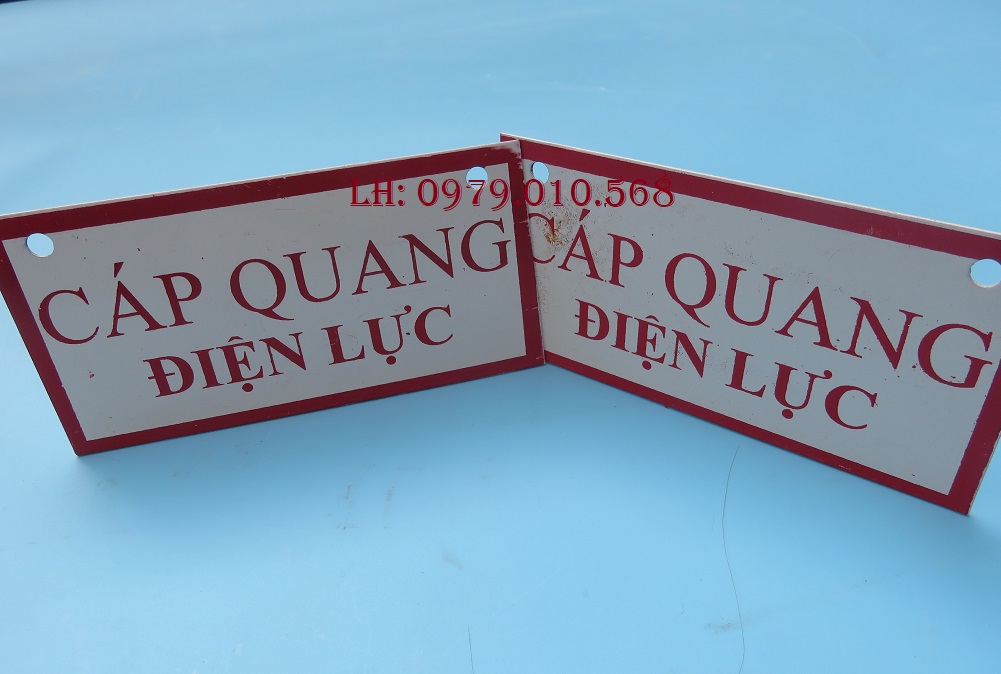 LH: 0979.010.568
CÁP QUANG
ĐIỆN LỰC
CÁP QUANG
ĐIỆN LỰC